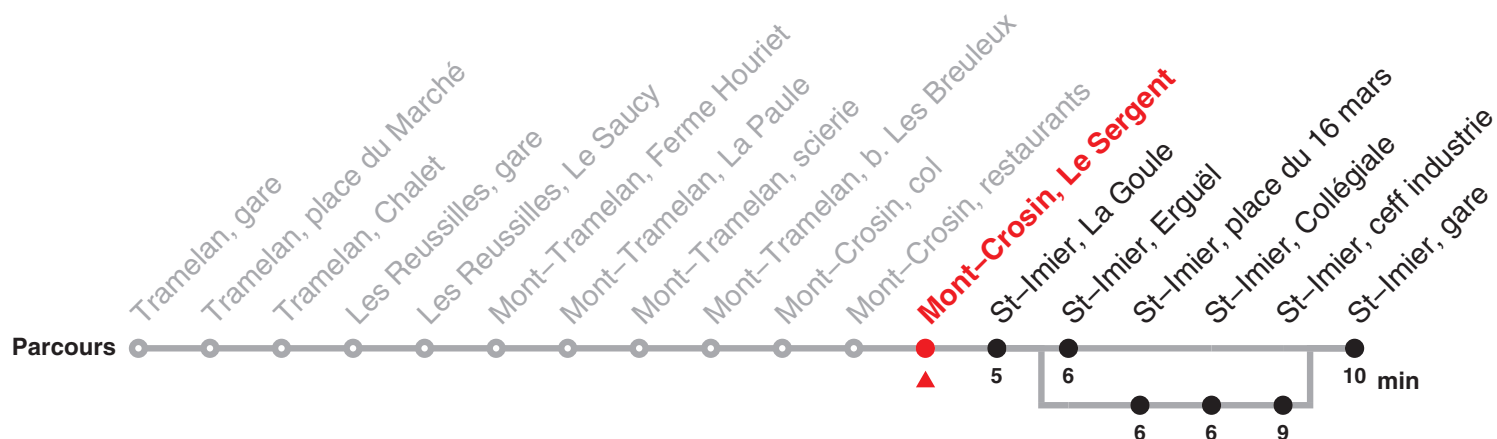 Tramelan, gare
Tramelan, place du Marché
Tramelan, Chalet
Les Reussilles, gare
Les Reussilles, Le Saucy
Mont–Tramelan, Ferme Houriet
Mont–Tramelan, La Paule
Mont–Tramelan, scierie
Mont–Tramelan, b. Les Breuleux
Mont–Crosin, col
Mont–Crosin, restaurants
Mont–Crosin, Le Sergent
St–Imier, La Goule
St–Imier, Erguël
St–Imier, place du 16 mars
St–Imier, Collégiale
St–Imier, ceff industrie
St–Imier, gare
Parcours
5 6 10 min
6 6 9